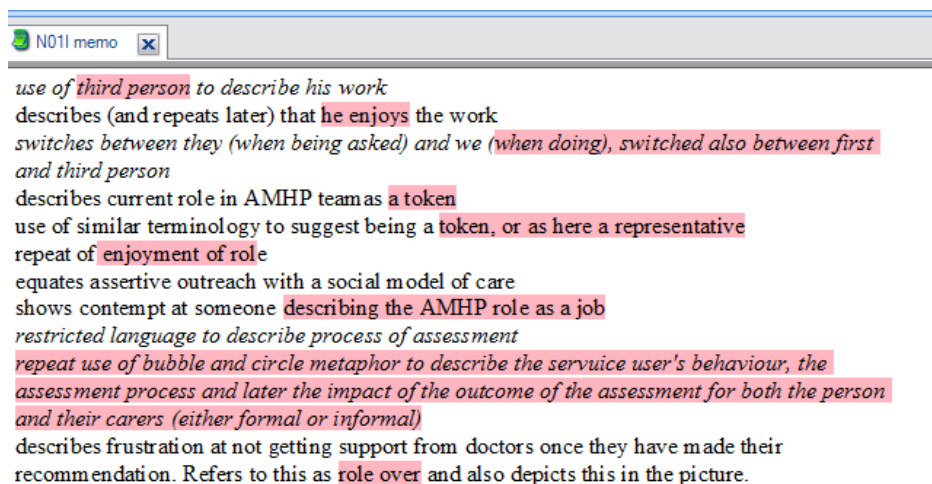 N01I memo
use of third person to describe his work
describes (and repeats later) that he enjoys the work
switches between they (when being asked) and we (when doing), switched also between first
and third person
describes current role in AMHP teamas a token
use of similar terminology to suggest being a token, or as here a representative
repeat of enjoyment of role
equates assertive outreach with a social model of care
shows contempt at someone describing the AMHP role as a job
restricted language to describe process of assessment
repeat use of bubble and circle metaphor to describe the servuice user's behaviour, the
assessment process and later the impact of the outcome of the assessment for both the person
and their carers (either formal or informal)
describes frustration at not getting support from doctors once they have made their
recommendation. Refers to this as role over and also depicts this in the picture.